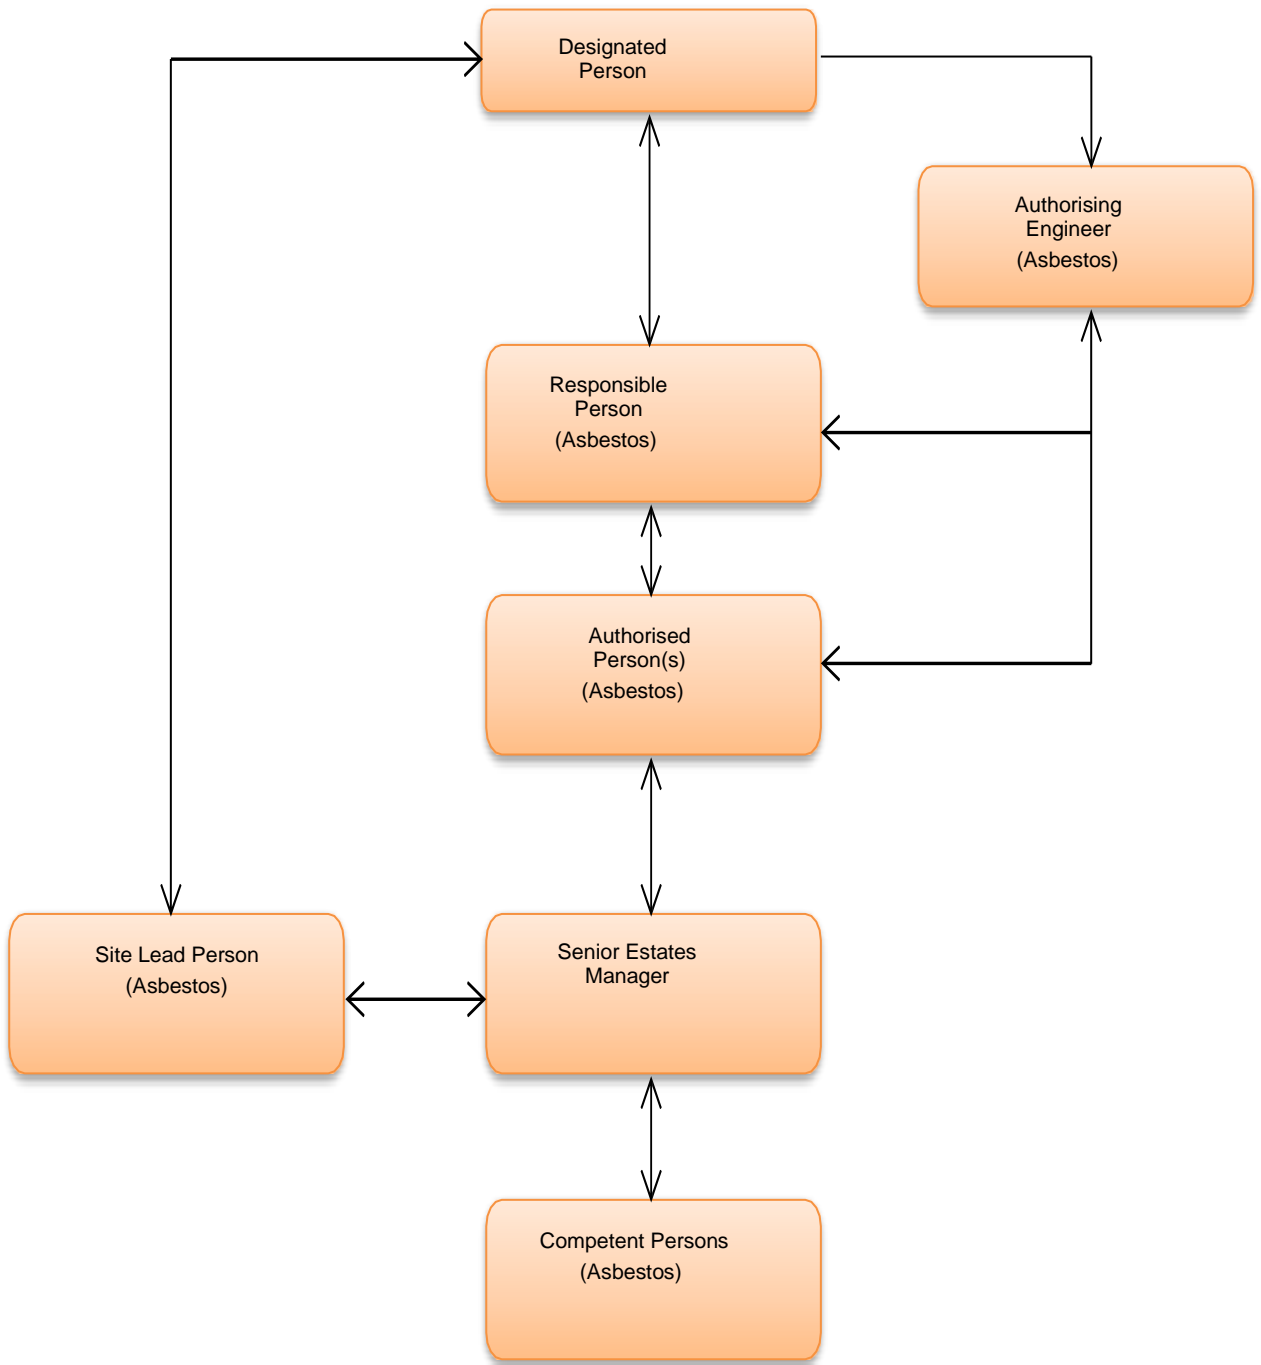 Designated
Person
Authorising
Engineer
(Asbestos)
Responsible
Person
(Asbestos)
Authorised
Person(s)
(Asbestos)
Site Lead Person
(Asbestos)
Senior Estates
Manager
Competent Persons
(Asbestos)